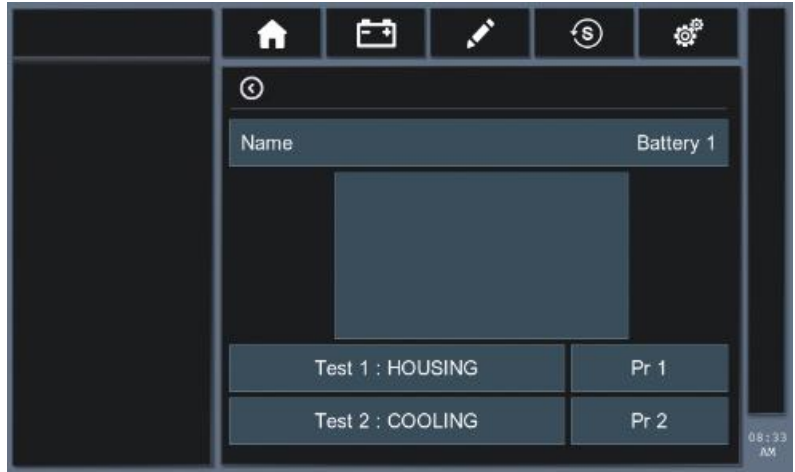 S
Name Battery 1
Test 1 : HOUSING Pr 1
Test 2 : COOLING Pr 2
08:33
AM